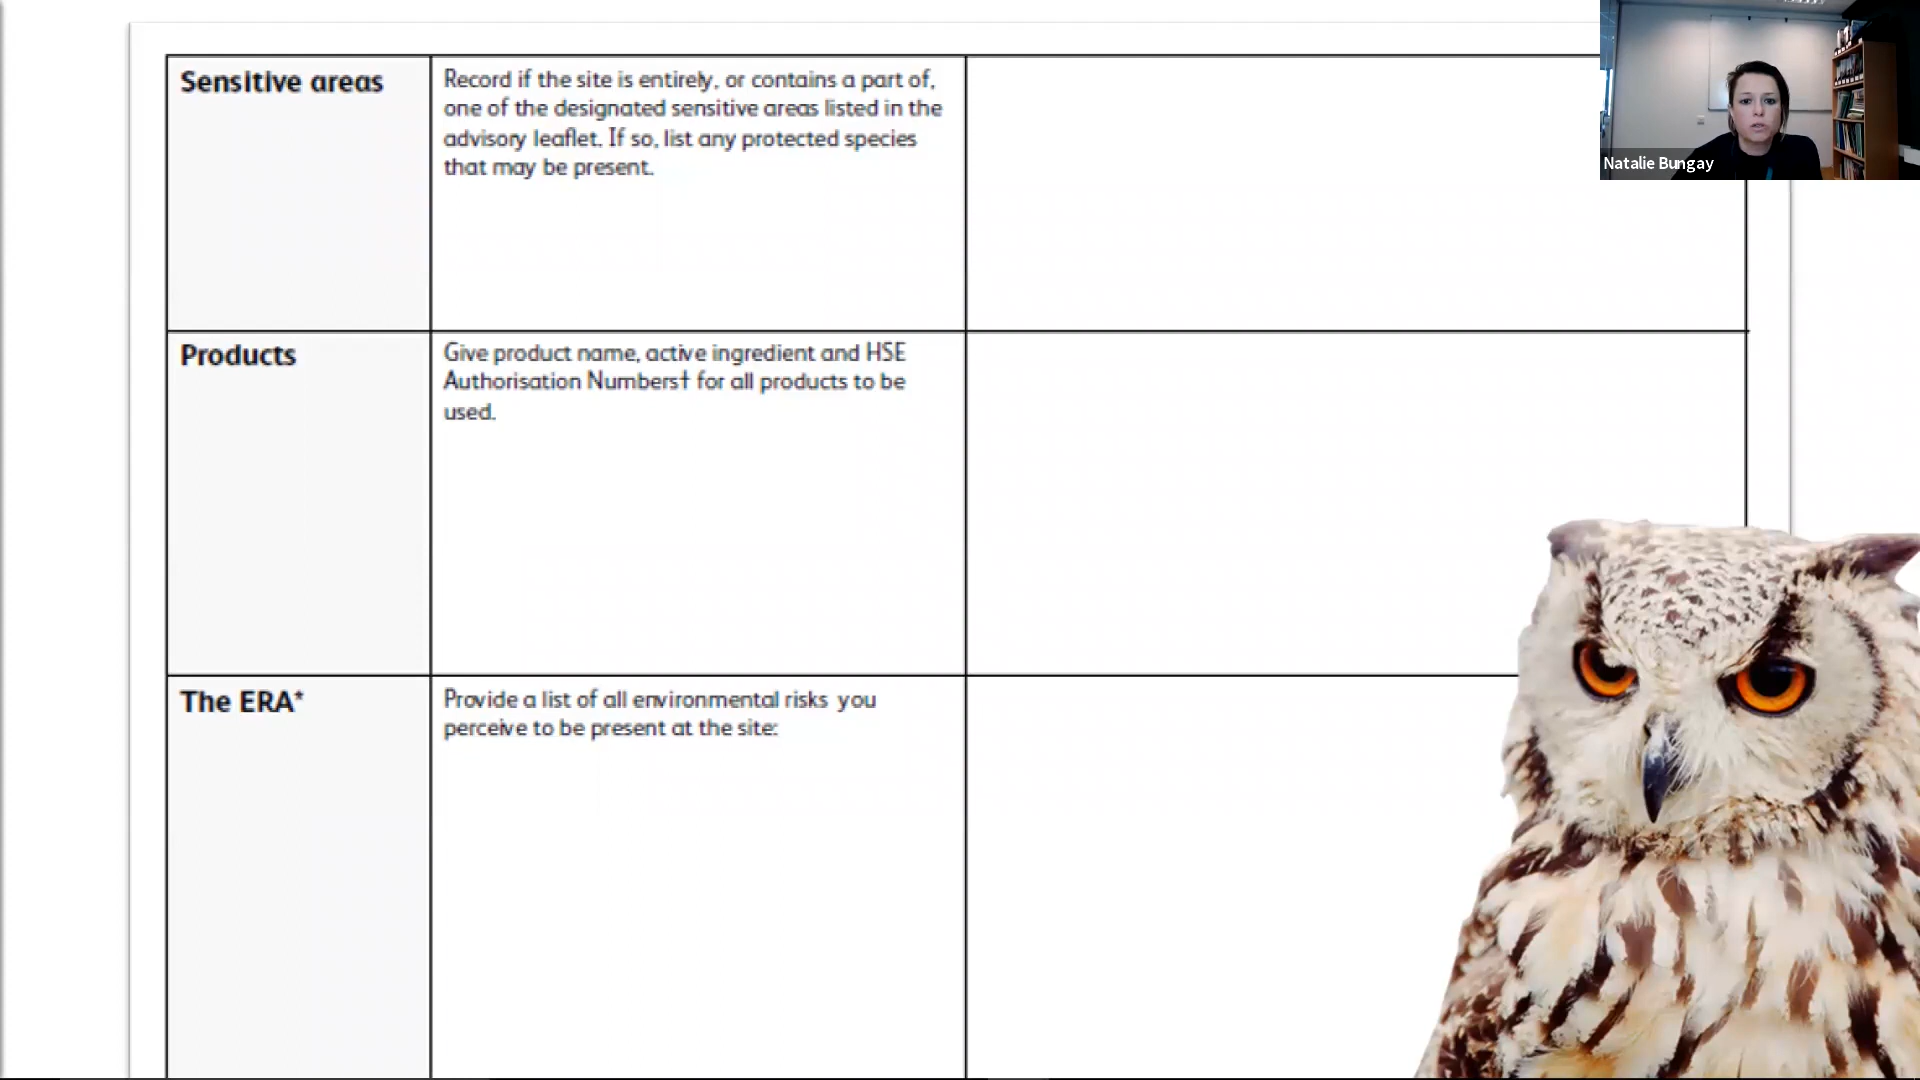 Sensitive areas
Record if the site is entirely, or contains a part of,
one of the designated sensitive areas listed in the
advisory leaflet. If so, list any protected species
that may be present.
Products
Give product name, active ingredient and HSE
Authorisation Numbers† for all products to be
used.
The ERA*
Provide a list of all environmental risks you
perceive to be present at the site:
Natalie Bungay